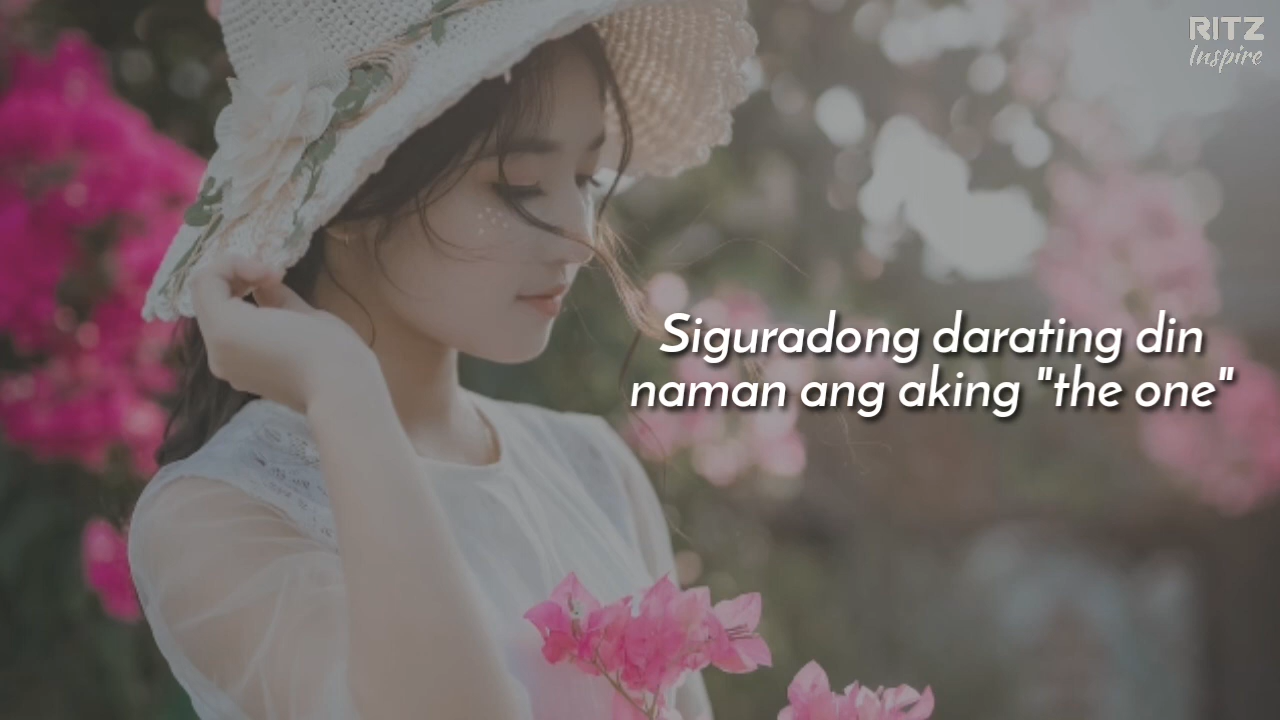 RITZ
Inspire
Siguradong darating din
naman ang aking "the one"